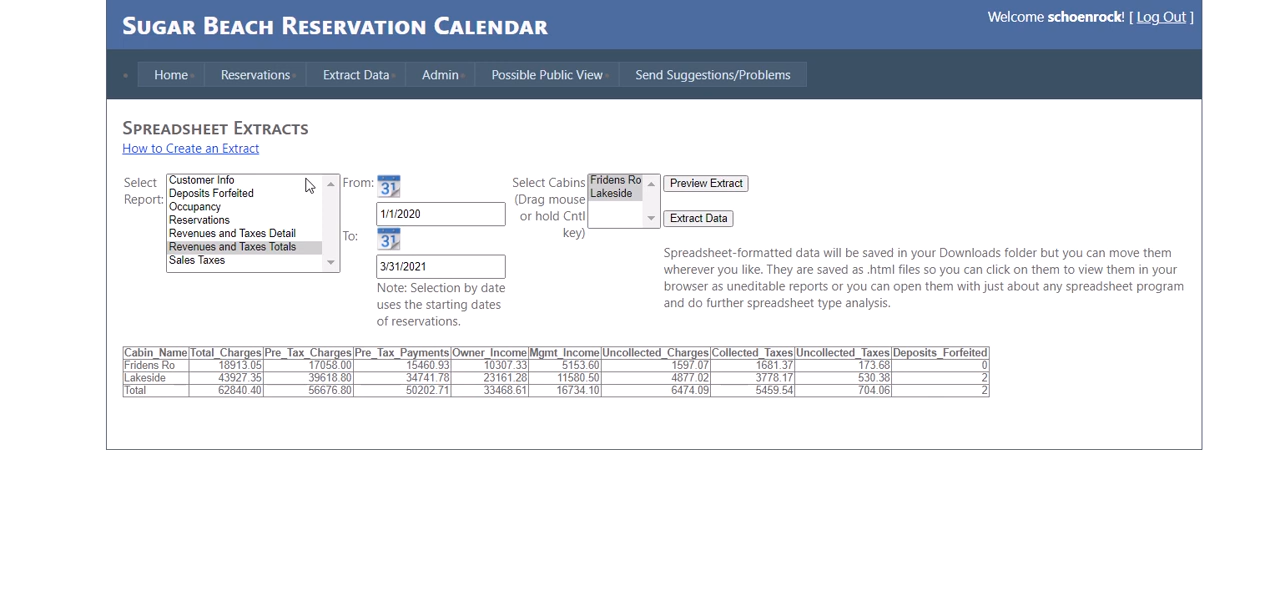 SUGAR BEACH RESERVATION CALENDAR
Welcome schoenrock! [ Log Out ]
Home
Reservations
Extract Data
Admin
Possible Public View
Send Suggestions/Problems
SPREADSHEET EXTRACTS
How to Create an Extract
Select
Report:
Customer Info
Deposits Forfeited
Occupancy
Reservations
Revenues and Taxes Detail
Revenues and Taxes Totals
Sales Taxes
From:
31
1/1/2020
To:
31
3/31/2021
Note: Selection by date
uses the starting dates
of reservations.
Select Cabins
(Drag mouse
or hold Cntl
key)
Fridens Ro
Lakeside
Preview Extract
Extract Data
Spreadsheet-formatted data will be saved in your Downloads folder but you can move them
wherever you like. They are saved as .html files so you can click on them to view them in your
browser as uneditable reports or you can open them with just about any spreadsheet program
and do further spreadsheet type analysis.
Cabin_Name Total_Charges Pre_Tax_Charges Pre_Tax_Payments Owner_Income Mgmt_Income Uncollected_Charges Collected_Taxes Uncollected_Taxes Deposits_Forfeited
Fridens Ro 18913.05 17058.00 15460.93 10307.33 5153.60 1597.07 1681.37 173.68 0
Lakeside 43927.35 39618.80 34741.78 23161.28 11580.50 4877.02 3778.17 530.38 2
Total 62840.40 56676.80 50202.71 33468.61 16734.10 6474.09 5459.54 704.06 2